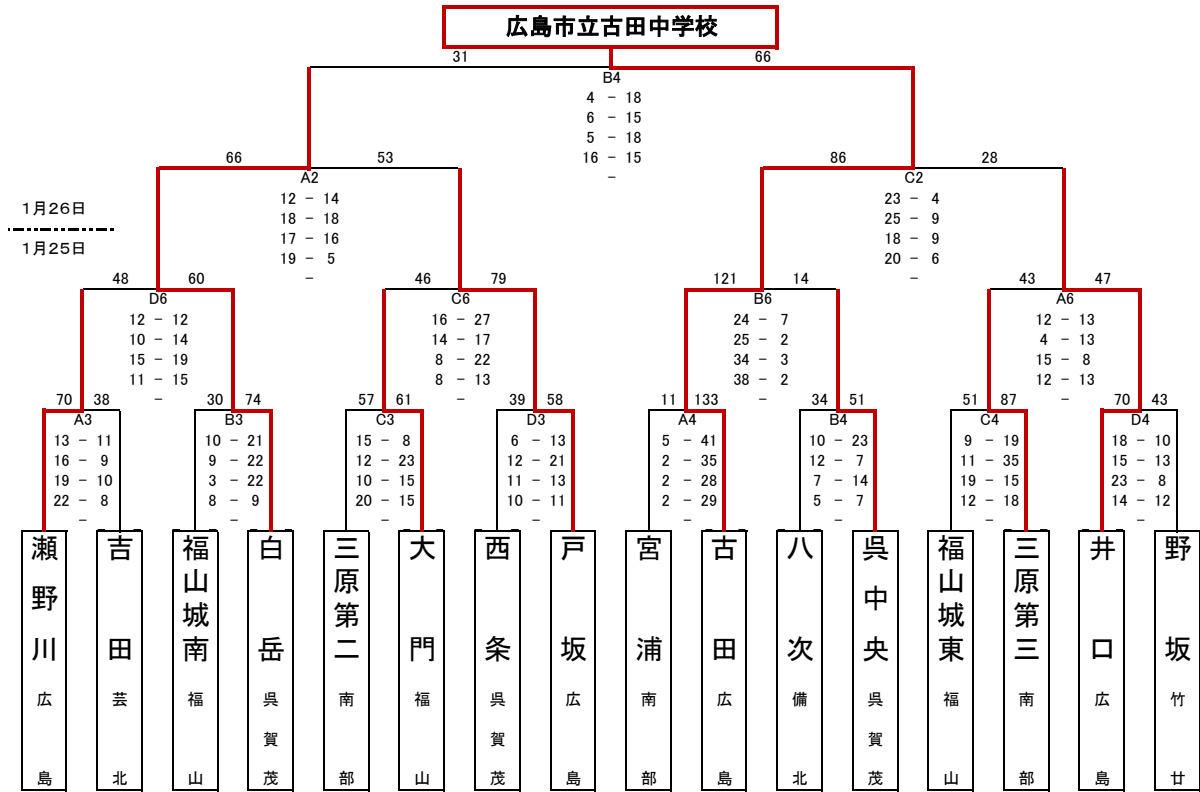 広島市立古田中学校
31 66
B4
4 - 18
6 - 15
5 - 18
16 - 15
-
66 53
A2
12 - 14
18 - 18
17 - 16
19 - 5
-
86 28
C2
23 - 4
25 - 9
18 - 9
20 - 6
-
1月26日
1月25日
48 60
D6
12 - 12
10 - 14
15 - 19
11 - 15
-
46 79
C6
16 - 27
14 - 17
8 - 22
8 - 13
-
121 14
B6
24 - 7
25 - 2
34 - 3
38 - 2
-
43 47
A6
12 - 13
4 - 13
15 - 8
12 - 13
-
70 38
A3
13 - 11
16 - 9
19 - 10
22 - 8
-
30 74
B3
10 - 21
9 - 22
3 - 22
8 - 9
-
57 61
C3
15 - 8
12 - 23
10 - 15
20 - 15
-
39 58
D3
6 - 13
12 - 21
11 - 13
10 - 11
-
11 133
A4
5 - 41
2 - 35
2 - 28
2 - 29
-
34 51
B4
10 - 23
12 - 7
7 - 14
5 - 7
-
51 87
C4
9 - 19
11 - 35
19 - 15
12 - 18
-
70 43
D4
18 - 10
15 - 13
23 - 8
14 - 12
-
瀬野川
広島
吉田
芸北
福山城南
福山
白岳
呉賀茂
三原第二
南部
大門
福山
西条
呉賀茂
戸坂
広島
宮浦
南部
古田
広島
八次
備北
呉中央
呉賀茂
福山城東
福山
三原第三
南部
井口
広島
野坂
竹廿